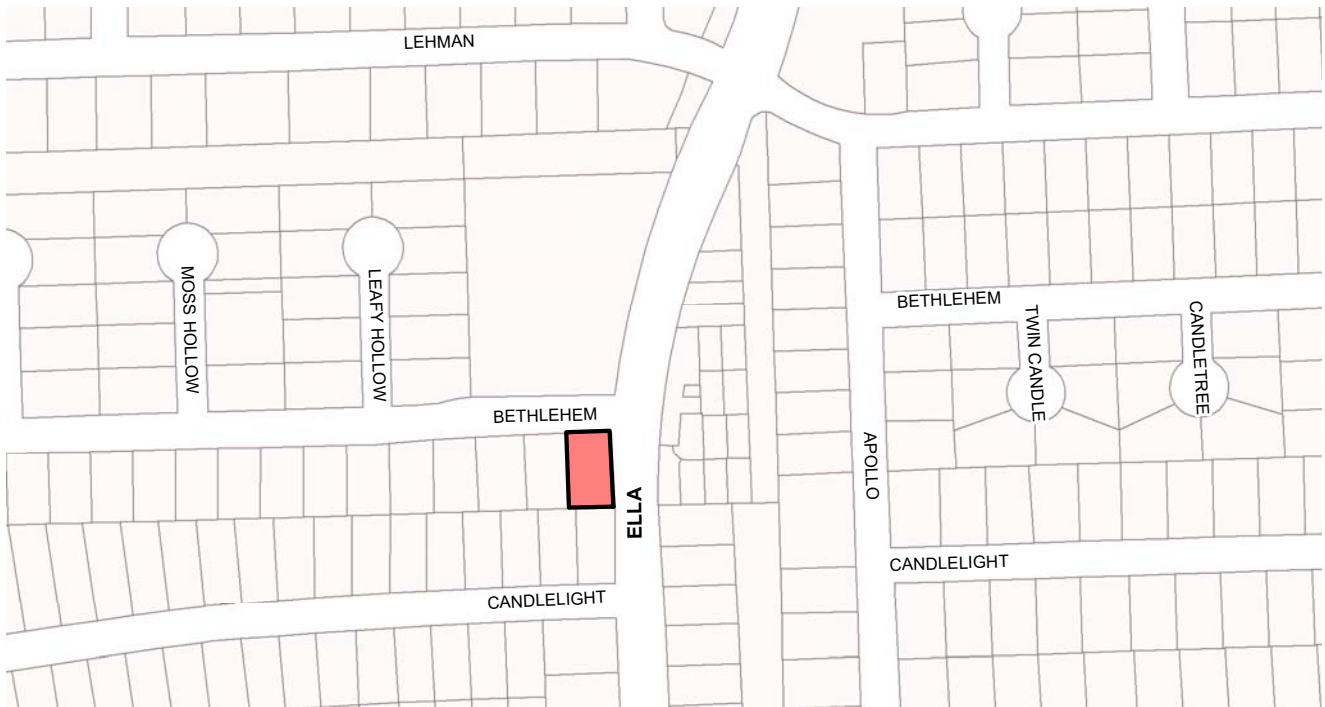 LEHMAN
MOSS HOLLOW
LEAFY HOLLOW
BETHLEHEM
TWIN CANDLE
CANDLETREE
BETHLEHEM
APOLLO
ELLA
CANDLELIGHT
CANDLELIGHT